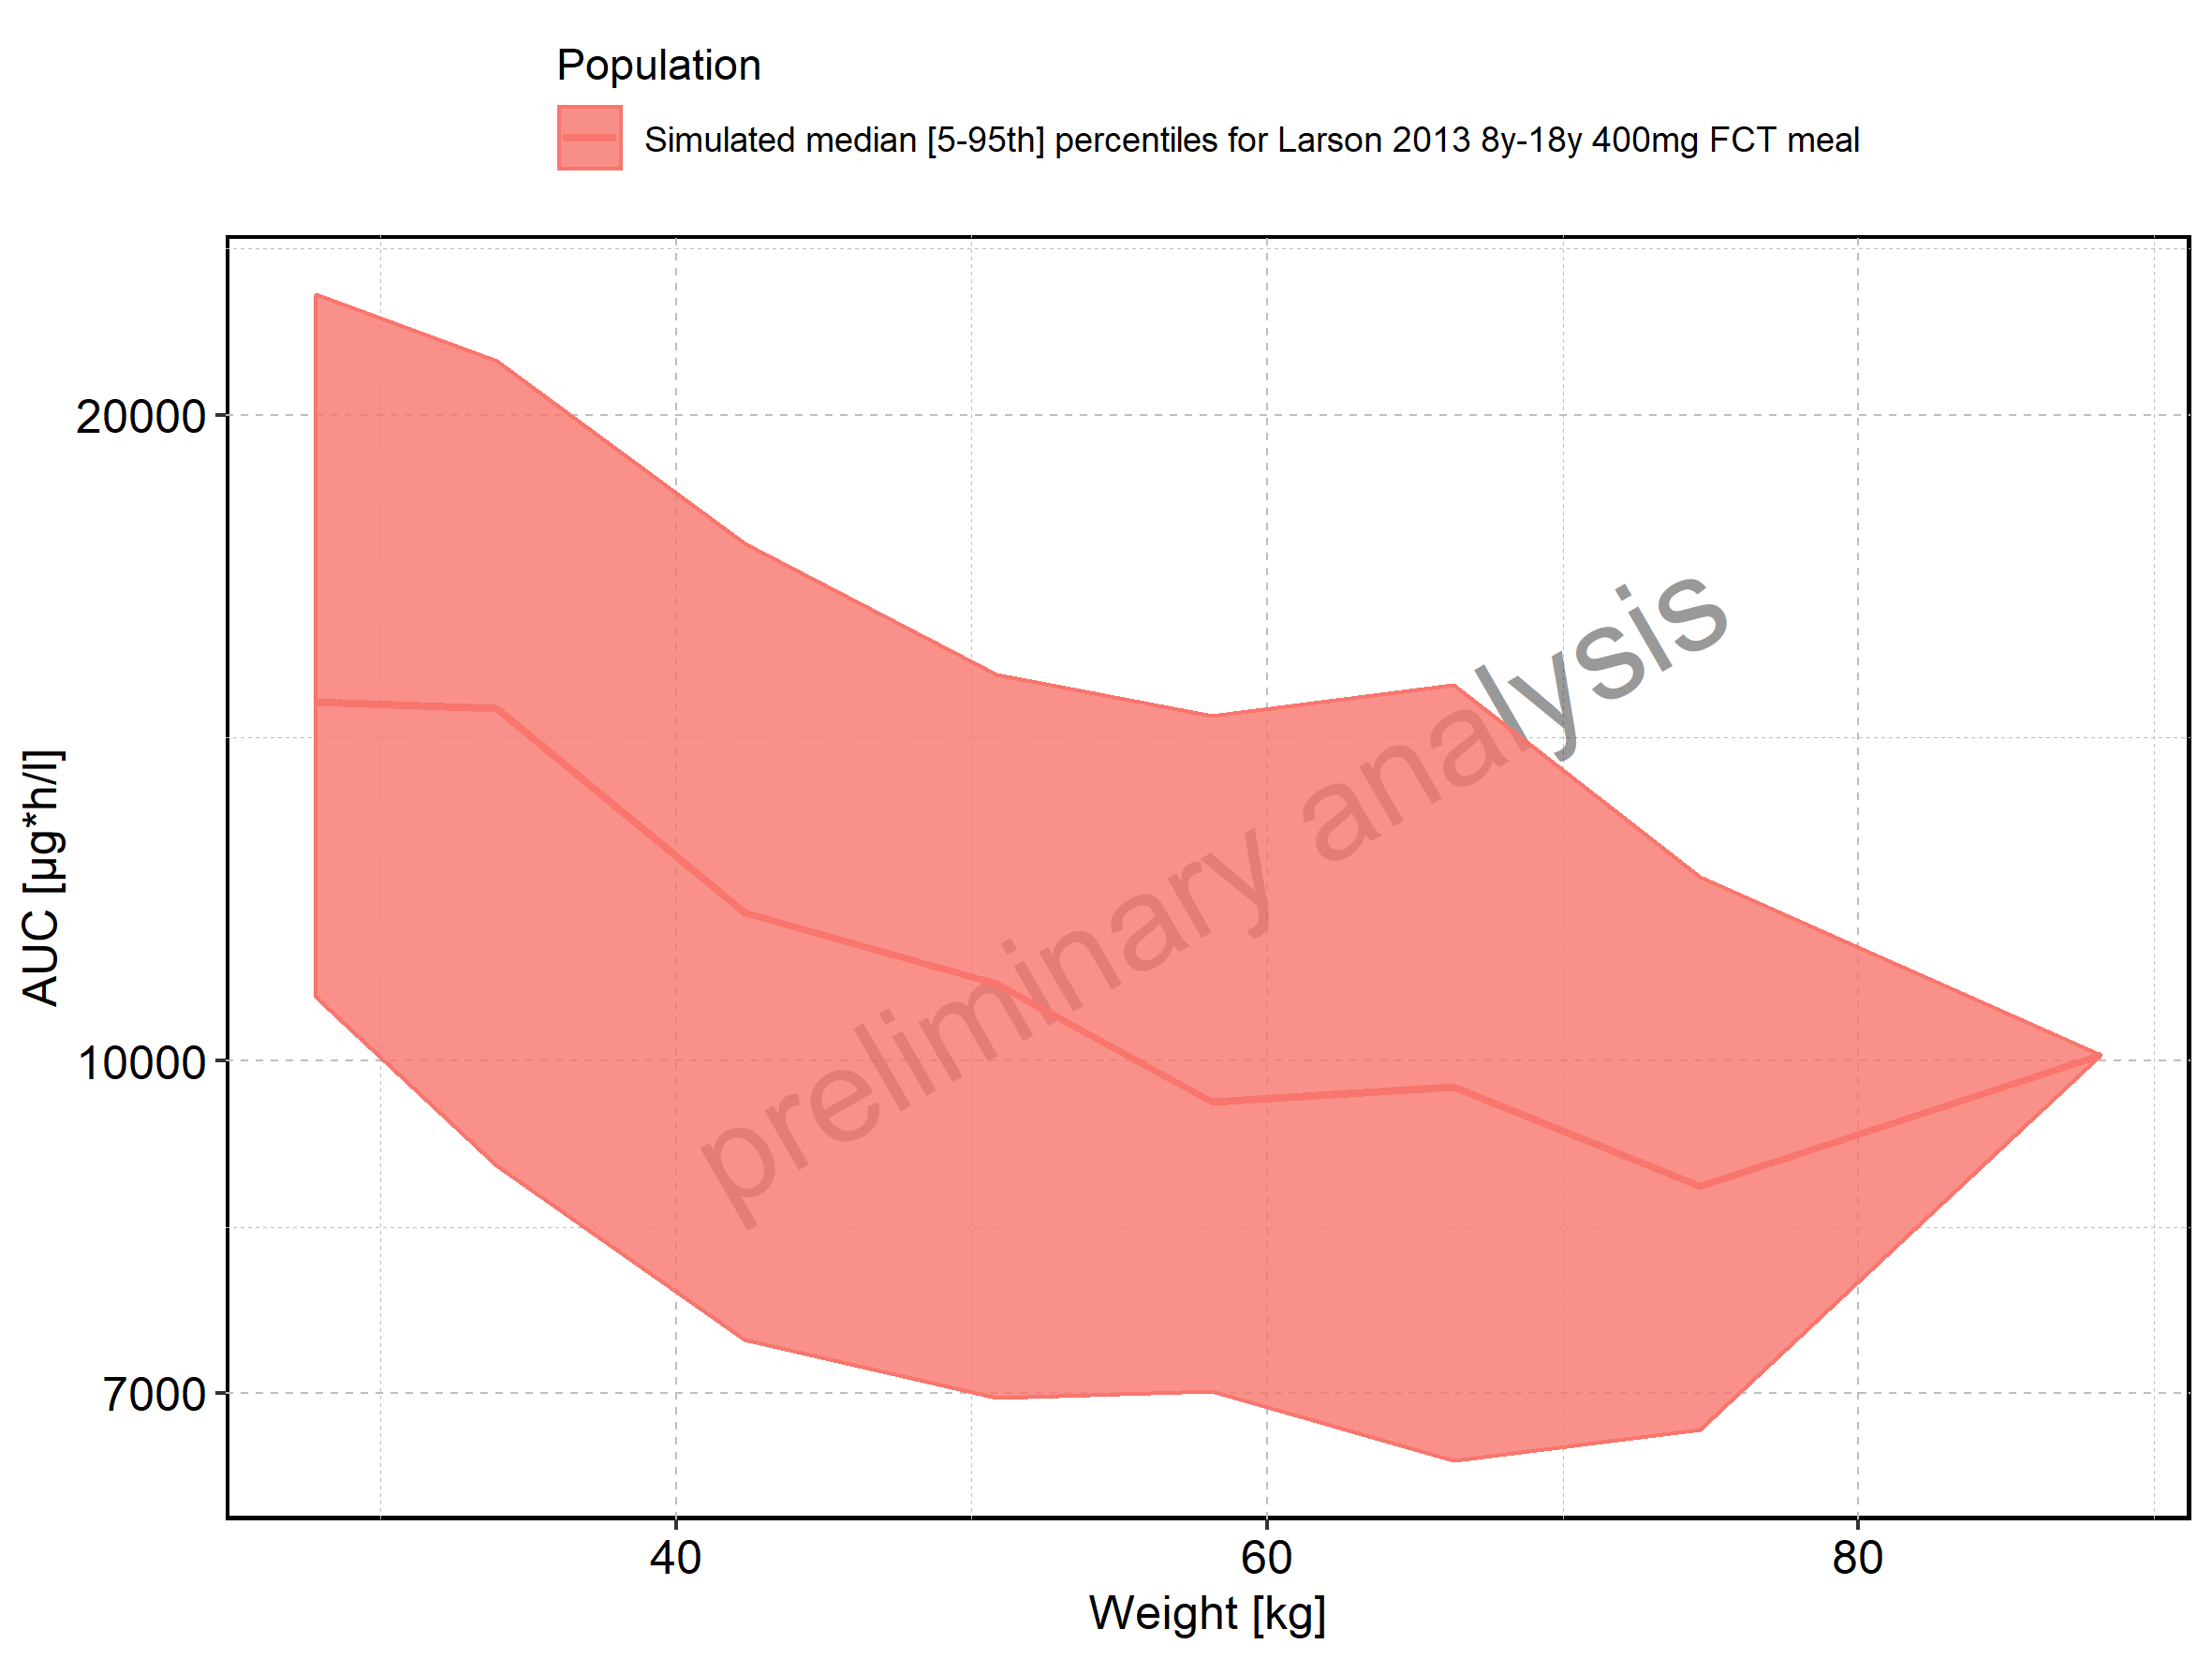 Population
Simulated median [5-95th] percentiles for Larson 2013 8y-18y 400mg FCT meal
20000
10000
7000
AUC [µg*h/l]
preliminary analysis
40
60
80
Weight [kg]